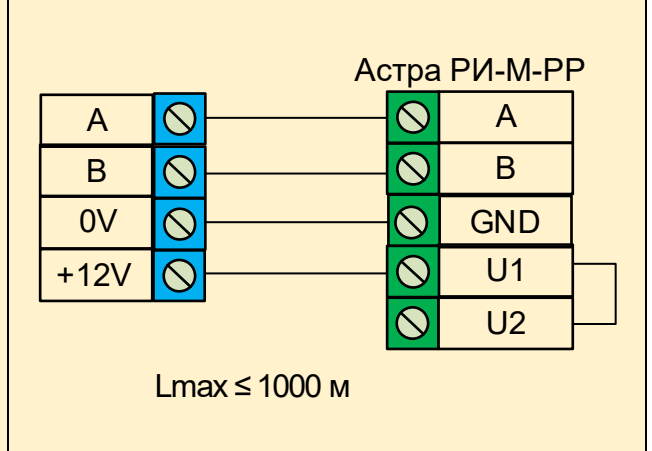 Астра РИ-М-РР
A A
B B
0V GND
+12V U1
U2
Lmax ≤ 1000 м